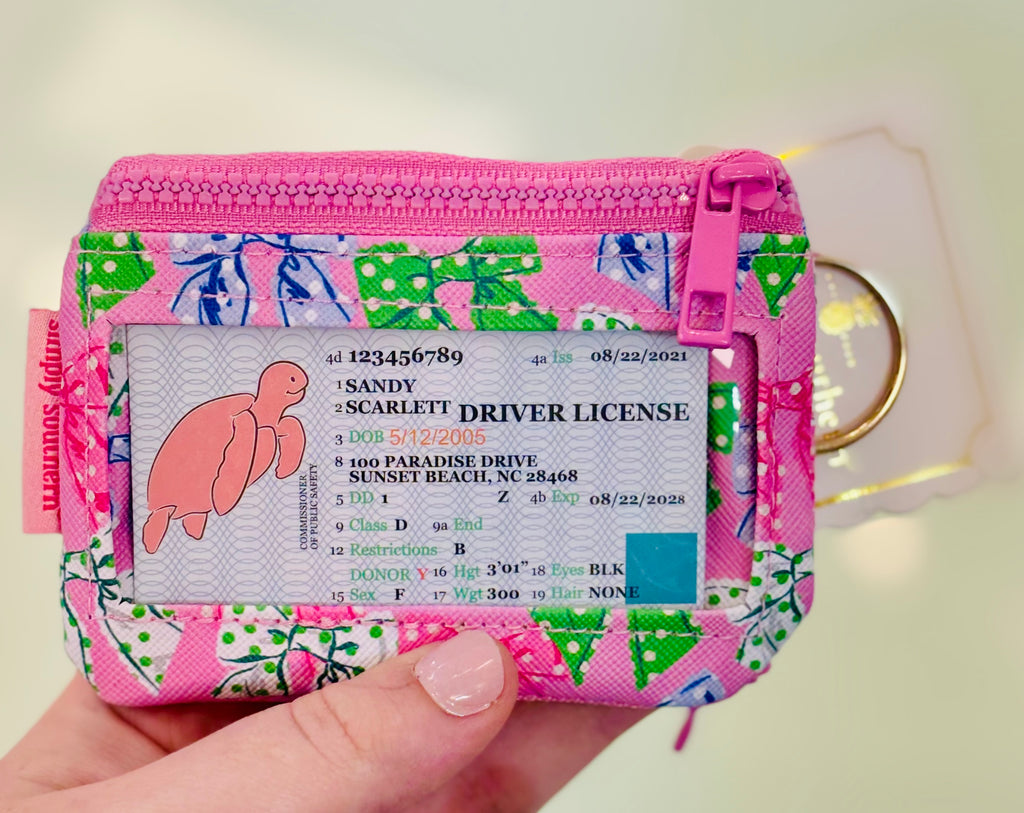 4d 123456789 4a Iss 08/22/2021
1 SANDY
2 SCARLETT DRIVER LICENSE
3 DOB 5/12/2005
8 100 PARADISE DRIVE
SUNSET BEACH, NC 28468
5 DD 1 Z 4b Exp 08/22/2028
9 Class D 9a End
12 Restrictions B
DONOR Y 16 Hgt 3'01" 18 Eyes BLK
15 Sex F 17 Wgt 300 19 Hair NONE
COMMISSIONER
OF PUBLIC SAFETY
simply southern